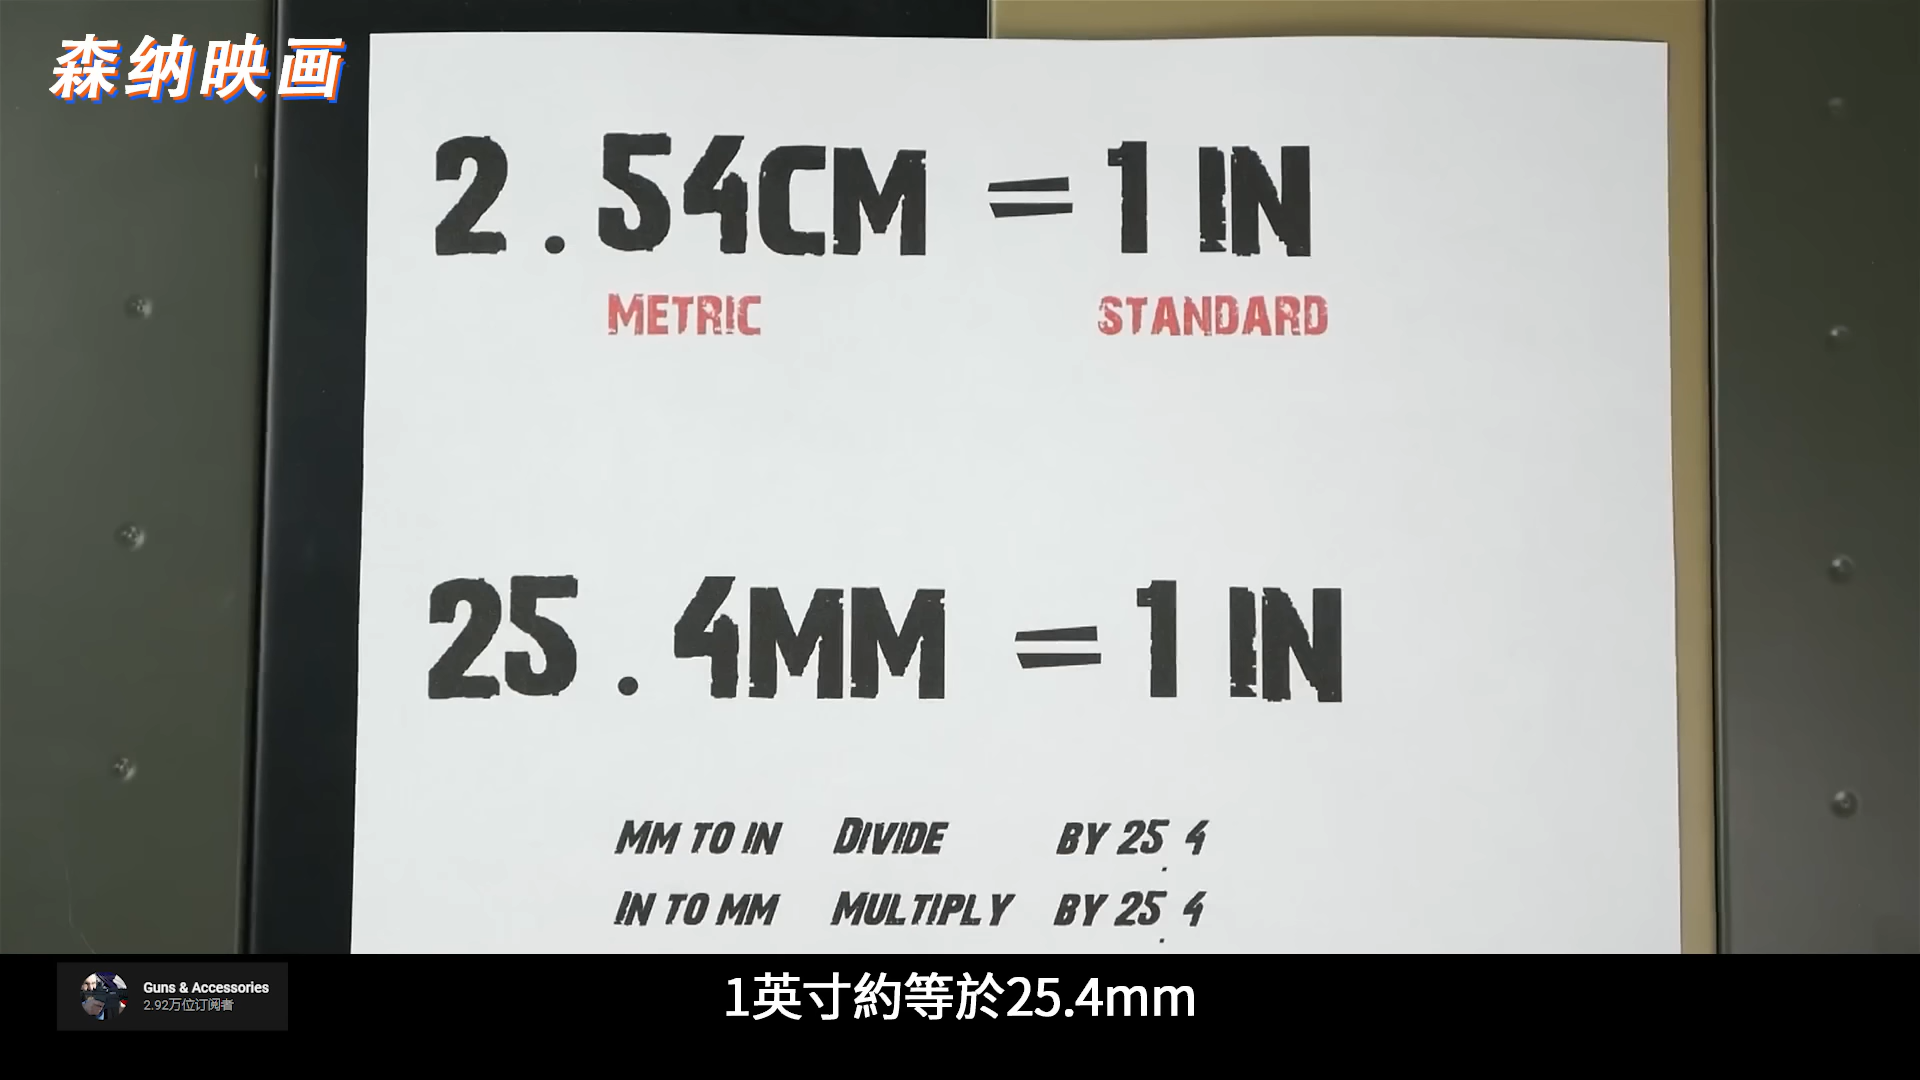 森纳映画
2.54CM = 1 IN
METRIC STANDARD
25.4MM = 1 IN
MM TO IN DIVIDE BY 25.4
IN TO MM MULTIPLY BY 25.4
Guns & Accessories
2.92万位订阅者
1英寸約等於25.4mm